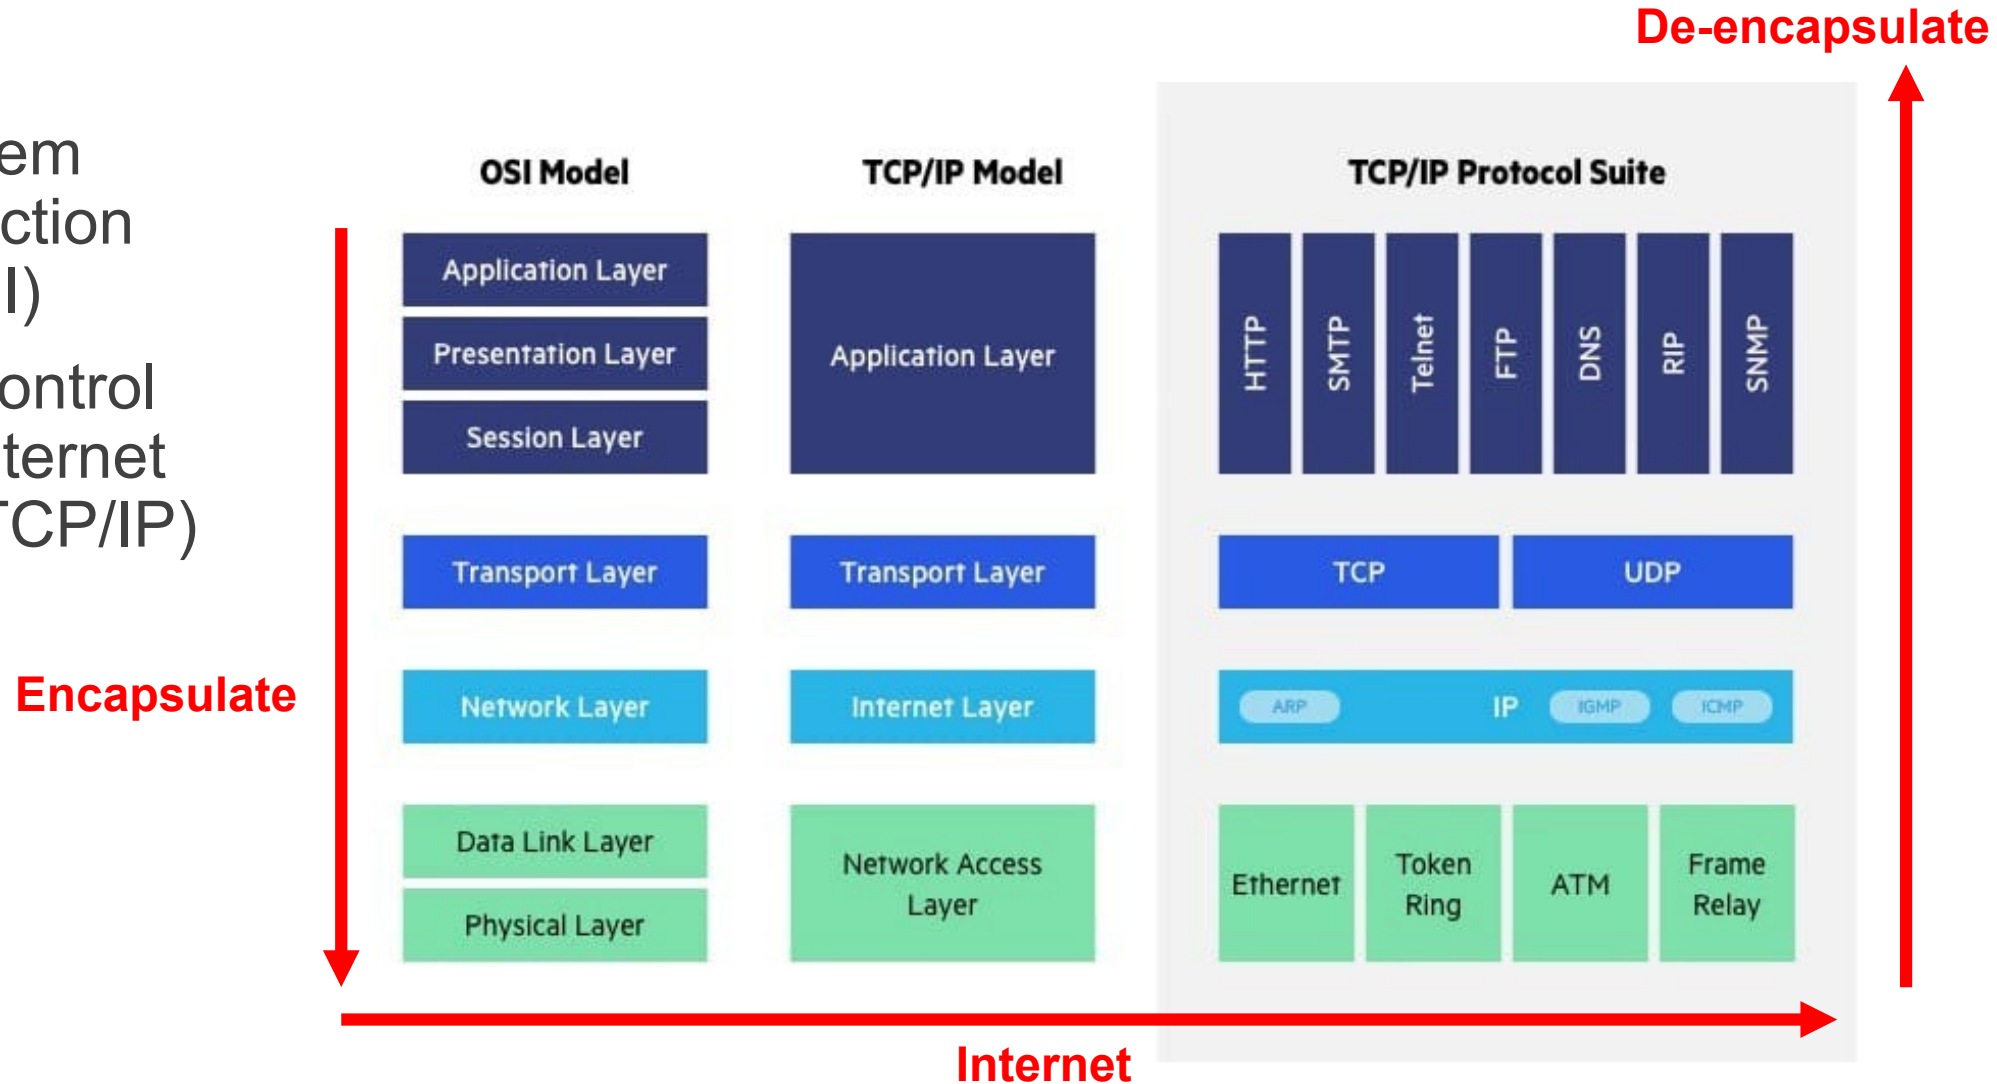 De-encapsulate
em
ction
I)
ontrol
ternet
TCP/IP)
Encapsulate
OSI Model
Application Layer
Presentation Layer
Session Layer
Transport Layer
Network Layer
Data Link Layer
Physical Layer
TCP/IP Model
Application Layer
Transport Layer
Internet Layer
Network Access
Layer
TCP/IP Protocol Suite
HTTP
SMTP
Telnet
FTP
DNS
RIP
SNMP
TCP
UDP
ARP
IP
IGMP
ICMP
Ethernet
Token
Ring
ATM
Frame
Relay
Internet